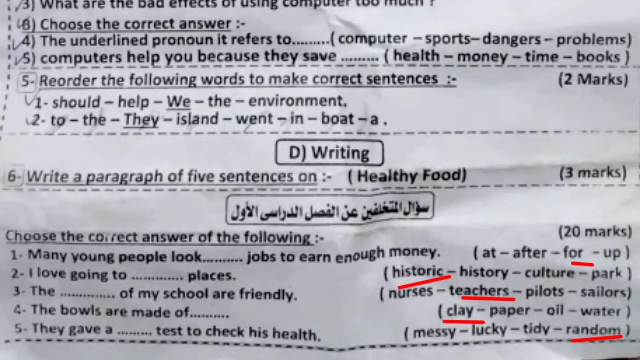 3) What are the bad effects of using computer too much ?
B) Choose the correct answer :-
4) The underlined pronoun it refers to.........( computer – sports– dangers – problems)
5) computers help you because they save ......... ( health – money – time – books )
5- Reorder the following words to make correct sentences :- (2 Marks)
1- should – help – We – the – environment,
2- to – the – They – island – went – in – boat – a .
D) Writing
6- Write a paragraph of five sentences on :- ( Healthy Food) (3 marks)
سؤال المتخلفين عن الفصل الدراسى الأول
Choose the correct answer of the following :- (20 marks)
1- Many young people look.......... jobs to earn enough money. ( at – after – for – up )
2- I love going to ............. places. ( historic – history – culture – park )
3- The ............. of my school are friendly. ( nurses – teachers – pilots – sailors)
4- The bowls are made of.......... ( clay – paper – oil – water )
5- They gave a ......... test to check his health. ( messy – lucky – tidy – random )